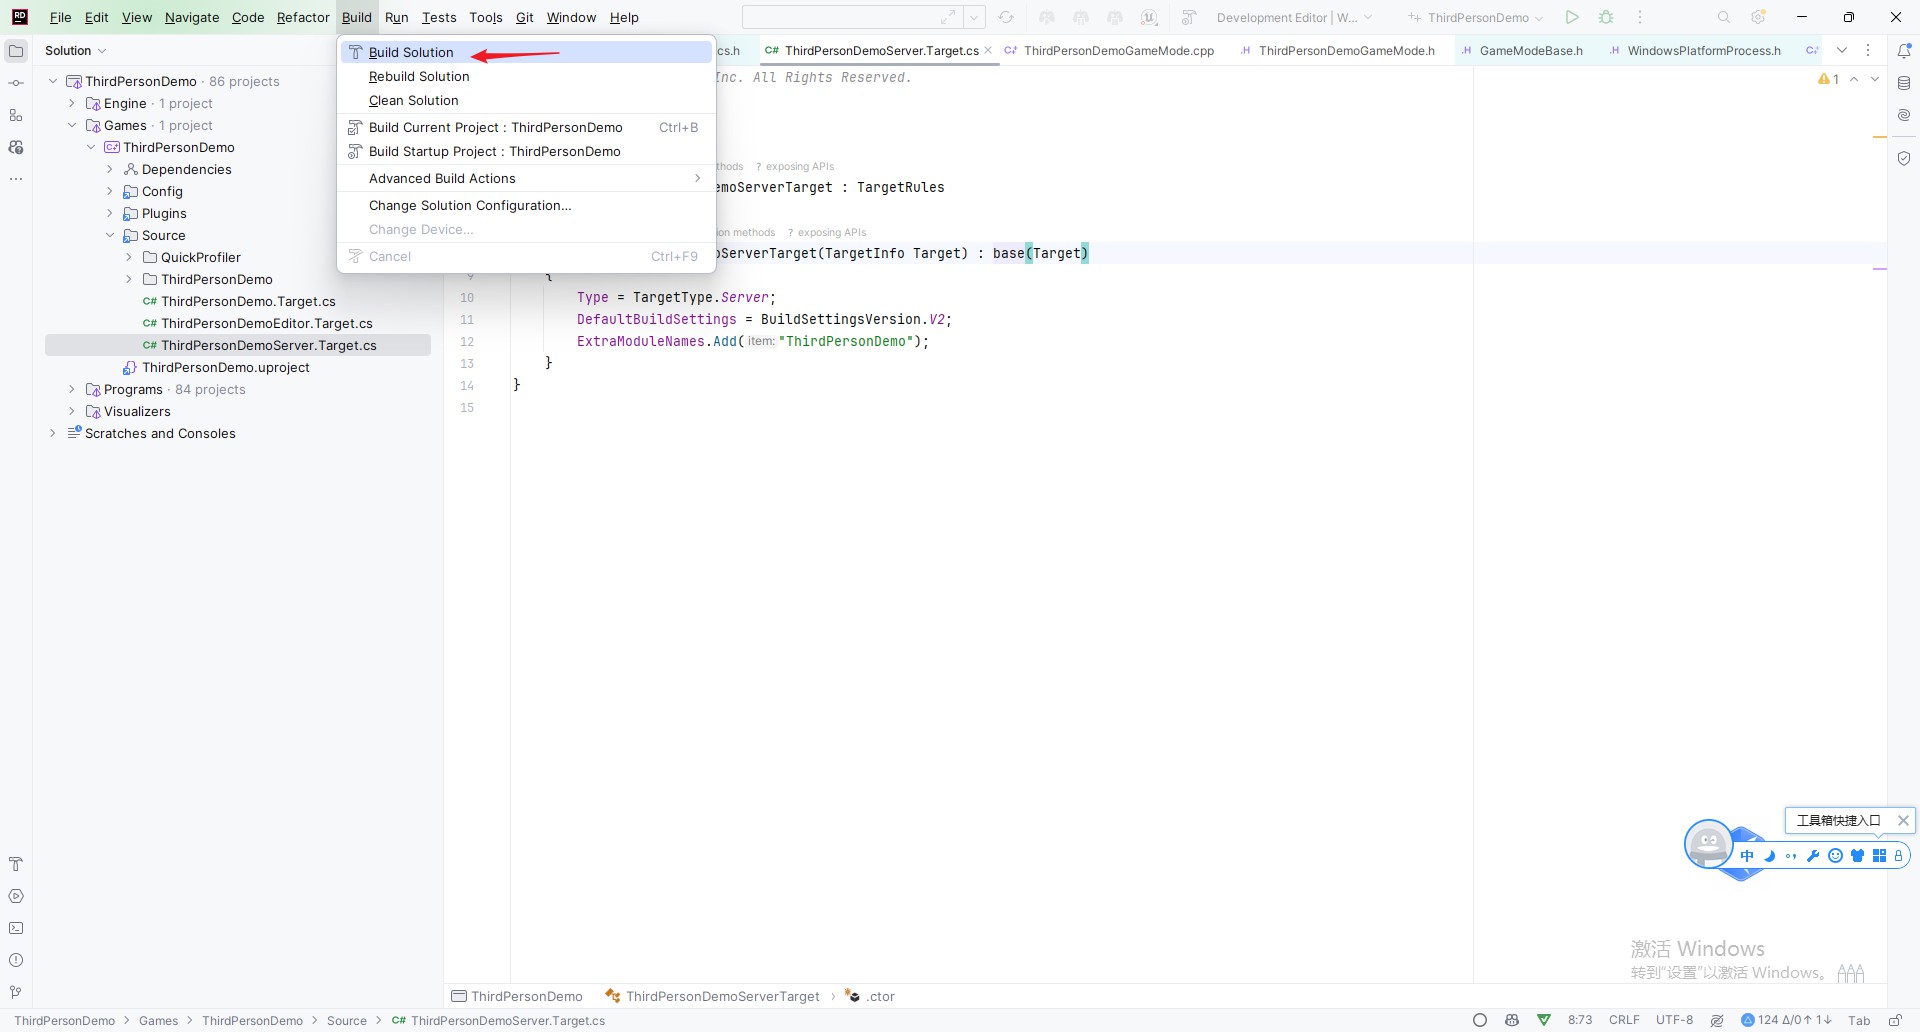 File Edit View Navigate Code Refactor Build Run Tests Tools Git Window Help
Development Editor | W...
ThirdPersonDemo
Solution
ThirdPersonDemo · 86 projects
Engine · 1 project
Games · 1 project
ThirdPersonDemo
Dependencies
Config
Plugins
Source
QuickProfiler
ThirdPersonDemo
C# ThirdPersonDemo.Target.cs
C# ThirdPersonDemoEditor.Target.cs
C# ThirdPersonDemoServer.Target.cs
ThirdPersonDemo.uproject
Programs · 84 projects
Visualizers
Scratches and Consoles
Build Solution
Rebuild Solution
Clean Solution
Build Current Project : ThirdPersonDemo Ctrl+B
Build Startup Project : ThirdPersonDemo
Advanced Build Actions
Change Solution Configuration...
Change Device...
Cancel Ctrl+F9
cs.h
C# ThirdPersonDemoServer.Target.cs
C+ ThirdPersonDemoGameMode.cpp
.H ThirdPersonDemoGameMode.h
.H GameModeBase.h
.H WindowsPlatformProcess.h
Inc. All Rights Reserved.
1
thods ? exposing APIs
emoServerTarget : TargetRules
ion methods ? exposing APIs
oServerTarget(TargetInfo Target) : base(Target)
9 {
10 Type = TargetType.Server;
11 DefaultBuildSettings = BuildSettingsVersion.V2;
12 ExtraModuleNames.Add( item: "ThirdPersonDemo");
13 }
14 }
15
工具箱快捷入口
中
激活 Windows
转到"设置"以激活 Windows。
ThirdPersonDemo ThirdPersonDemoServerTarget › .ctor
ThirdPersonDemo › Games › ThirdPersonDemo › Source › C# ThirdPersonDemoServer.Target.cs
8:73 CRLF UTF-8 124 Δ/0↑ 1↓ Tab